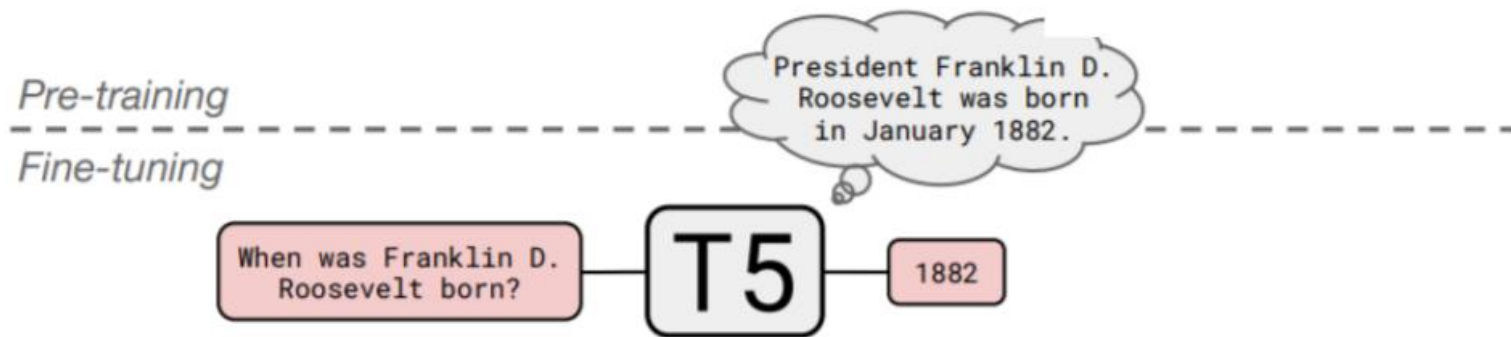 President Franklin D.
Roosevelt was born
in January 1882.
Pre-training
Fine-tuning
When was Franklin D.
Roosevelt born?
T5
1882